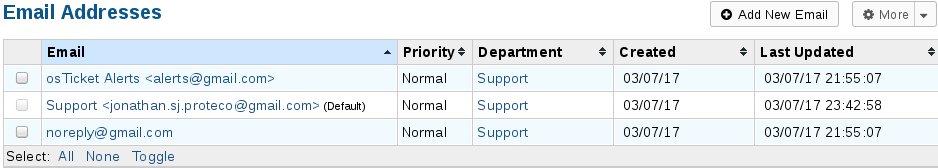 Email Addresses Add New Email More
Email Priority Department Created Last Updated
osTicket Alerts <alerts@gmail.com> Normal Support 03/07/17 03/07/17 21:55:07
Support <jonathan.sj.proteco@gmail.com> (Default) Normal Support 03/07/17 03/07/17 23:42:58
noreply@gmail.com Normal Support 03/07/17 03/07/17 21:55:07
Select: All None Toggle